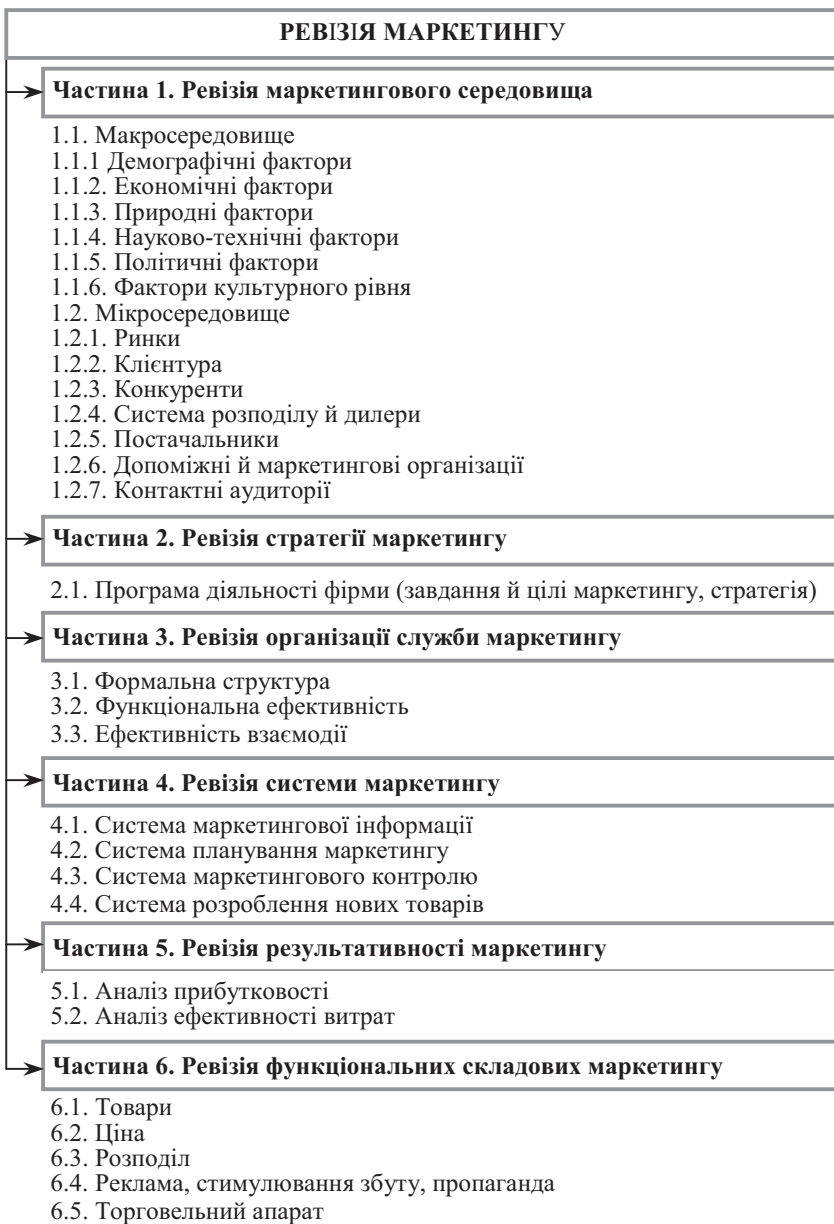 РЕВІЗІЯ МАРКЕТИНГУ
Частина 1. Ревізія маркетингового середовища
1.1. Макросередовище
1.1.1 Демографічні фактори
1.1.2. Економічні фактори
1.1.3. Природні фактори
1.1.4. Науково-технічні фактори
1.1.5. Політичні фактори
1.1.6. Фактори культурного рівня
1.2. Мікросередовище
1.2.1. Ринки
1.2.2. Клієнтура
1.2.3. Конкуренти
1.2.4. Система розподілу й дилери
1.2.5. Постачальники
1.2.6. Допоміжні й маркетингові організації
1.2.7. Контактні аудиторії
Частина 2. Ревізія стратегії маркетингу
2.1. Програма діяльності фірми (завдання й цілі маркетингу, стратегія)
Частина 3. Ревізія організації служби маркетингу
3.1. Формальна структура
3.2. Функціональна ефективність
3.3. Ефективність взаємодії
Частина 4. Ревізія системи маркетингу
4.1. Система маркетингової інформації
4.2. Система планування маркетингу
4.3. Система маркетингового контролю
4.4. Система розроблення нових товарів
Частина 5. Ревізія результативності маркетингу
5.1. Аналіз прибутковості
5.2. Аналіз ефективності витрат
Частина 6. Ревізія функціональних складових маркетингу
6.1. Товари
6.2. Ціна
6.3. Розподіл
6.4. Реклама, стимулювання збуту, пропаганда
6.5. Торговельний апарат